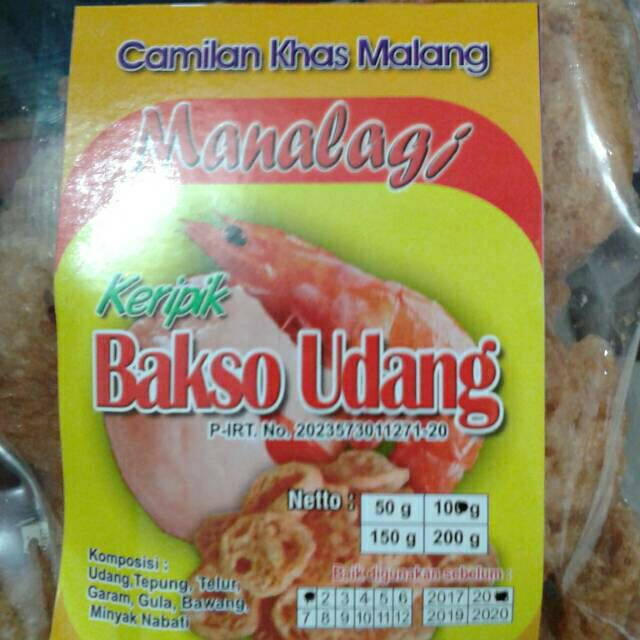 Camilan Khas Malang
Manalagi
Keripik
Bakso Udang
P-IRT. No. 2023573011271-20
Netto :
50 g 100 g
150 g 200 g
Komposisi :
Udang,Tepung, Telur,
Garam, Gula, Bawang,
Minyak Nabati
Baik digunakan sebelum :
2 3 4 5 6 2017 20
7 8 9 10 11 12 2019 2020